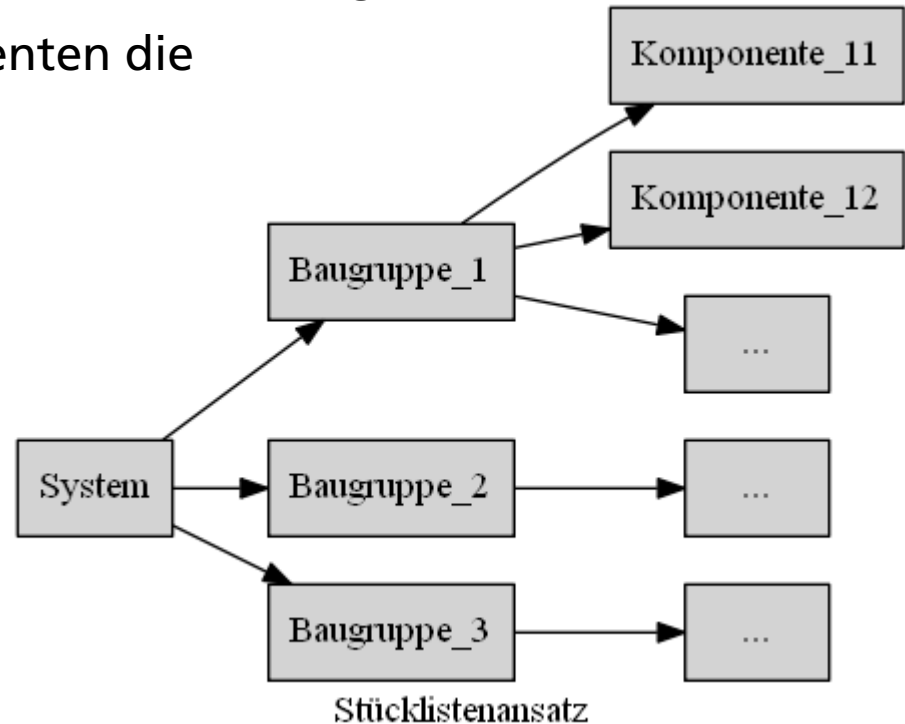 enten die
Komponente_11
Komponente_12
Baugruppe_1
...
System
Baugruppe_2
...
Baugruppe_3
...
Stücklistenansatz